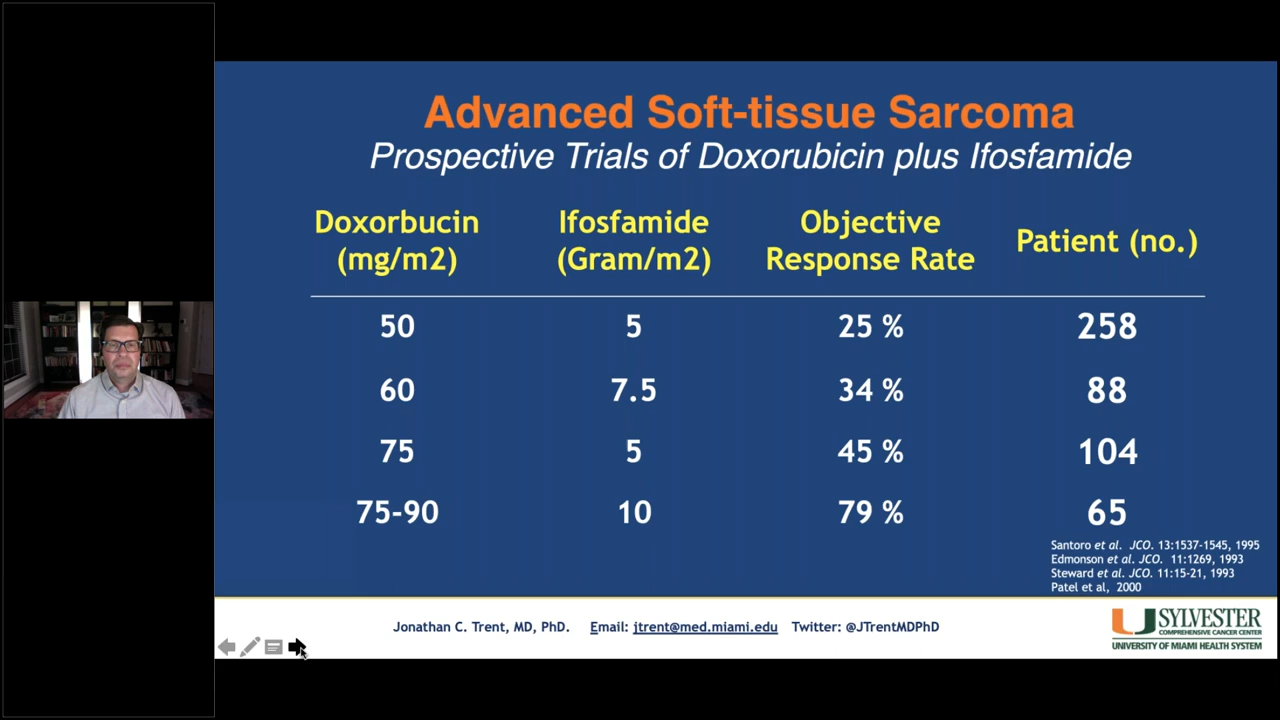 Advanced Soft-tissue Sarcoma
Prospective Trials of Doxorubicin plus Ifosfamide
Doxorbucin
(mg/m2)
Ifosfamide
(Gram/m2)
Objective
Response Rate
Patient (no.)
50 5 25 % 258
60 7.5 34 % 88
75 5 45 % 104
75-90 10 79 % 65
Santoro et al. JCO. 13:1537-1545, 1995
Edmonson et al. JCO. 11:1269, 1993
Steward et al. JCO. 11:15-21, 1993
Patel et al, 2000
Jonathan C. Trent, MD, PhD. Email: jtrent@med.miami.edu Twitter: @JTrentMDPhD
SYLVESTER
COMPREHENSIVE CANCER CENTER
UNIVERSITY OF MIAMI HEALTH SYSTEM